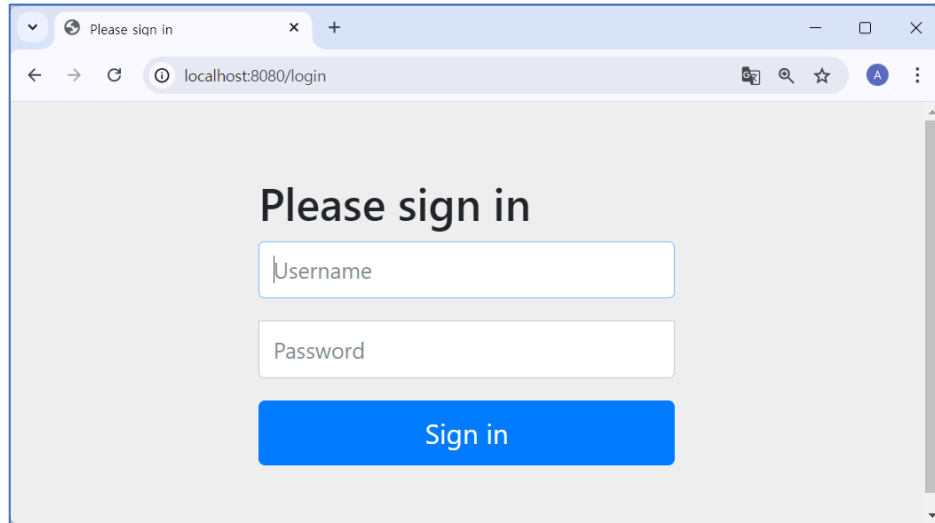 Please sign in
localhost:8080/login
A
Please sign in
Username
Password
Sign in